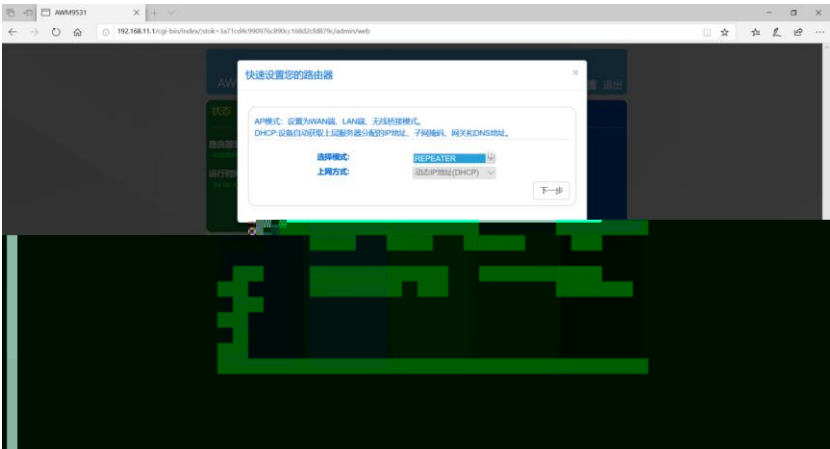 AWM9531
192.168.11.1/cgi-bin/index/;stok=3a71cd4c990976c890cc168d2cfd879c/admin/web
AW
退出
快速设置您的路由器
状态
AP模式：设置为WAN端、LAN端、无线桥接模式。
DHCP:设备自动获取上层服务器分配的IP地址、子网掩码、网关和DNS地址。
选择模式:
REPEATER
上网方式:
动态IP地址(DHCP)
运行时
下一步